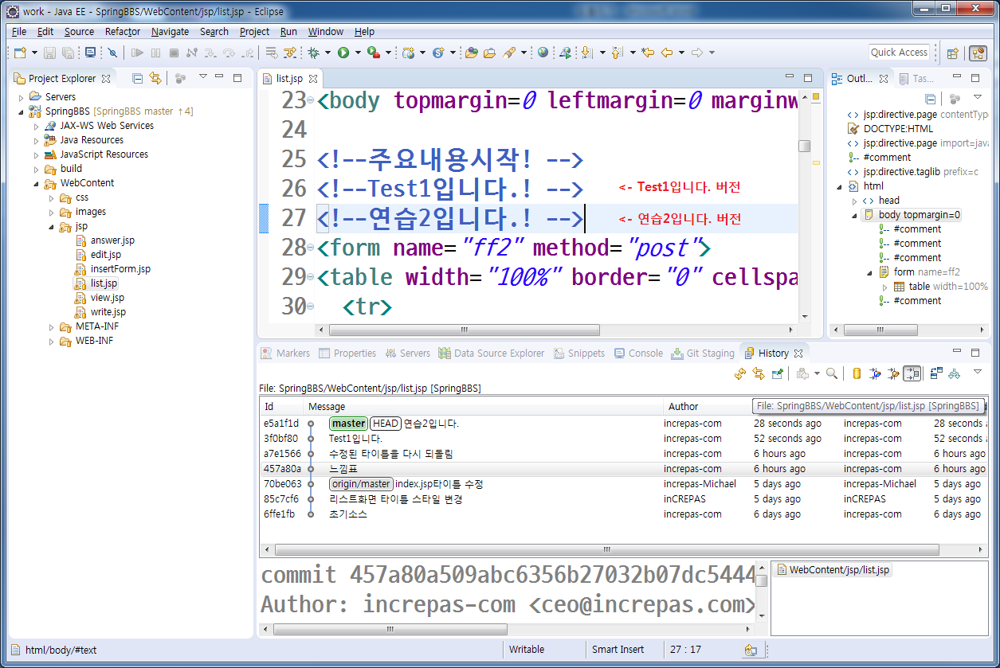 work - Java EE - SpringBBS/WebContent/jsp/list.jsp - Eclipse
File Edit Source Refactor Navigate Search Project Run Window Help
Quick Access
Project Explorer
Servers
SpringBBS [SpringBBS master ↑4]
JAX-WS Web Services
Java Resources
JavaScript Resources
build
WebContent
css
images
jsp
answer.jsp
edit.jsp
insertForm.jsp
list.jsp
view.jsp
write.jsp
META-INF
WEB-INF
list.jsp
23 <body topmargin=0 leftmargin=0 marginw
24
25 <!--주요내용시작! -->
26 <!--Test1입니다.! --> <- Test1입니다. 버전
27 <!--연습2입니다.! --> <- 연습2입니다. 버전
28 <form name="ff2" method="post">
29 <table width="100%" border="0" cellspa
30 <tr>
Outl... Tas...
jsp:directive.page contentTyp
DOCTYPE:HTML
jsp:directive.page import=java
#comment
jsp:directive.taglib prefix=c
html
head
body topmargin=0
#comment
#comment
#comment
form name=ff2
table width=100%
#comment
Markers Properties Servers Data Source Explorer Snippets Console Git Staging History
File: SpringBBS/WebContent/jsp/list.jsp [SpringBBS]
Id Message Author
File: SpringBBS/WebContent/jsp/list.jsp [SpringBBS]
e5a1f1d master HEAD 연습2입니다. increpas-com 28 seconds ago increpas-com 28 seconds
3f0bf80 Test1입니다. increpas-com 52 seconds ago increpas-com 52 seconds
a7e1566 수정된 타이틀을 다시 되돌림 increpas-com 6 hours ago increpas-com 6 hours ago
457a80a 느낌표 increpas-com 6 hours ago increpas-com 6 hours ago
70be063 origin/master index.jsp타이틀 수정 increpas-Michael 5 days ago increpas-Michael 5 days ago
85c7cf6 리스트화면 타이틀 스타일 변경 inCREPAS 5 days ago inCREPAS 5 days ago
6ffe1fb 초기소스 increpas-com 6 days ago increpas-com 6 days ago
commit 457a80a509abc6356b27032b07dc5444
Author: increpas-com <ceo@increpas.com>
WebContent/jsp/list.jsp
html/body/#text Writable Smart Insert 27 : 17